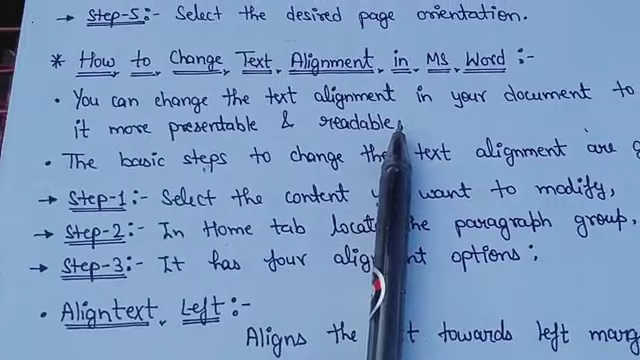 → Step-5:- Select the desired page orientation.
* How to Change Text Alignment in MS Word :-
• You can change the text alignment in your document to
it more presentable & readable
• The basic steps to change the text alignment are
→ Step-1:- Select the content want to modify,
→ Step-2:- In Home tab the paragraph group,
→ Step-3:- It has four options:
• Aligntext Left:-
Aligns the towards left